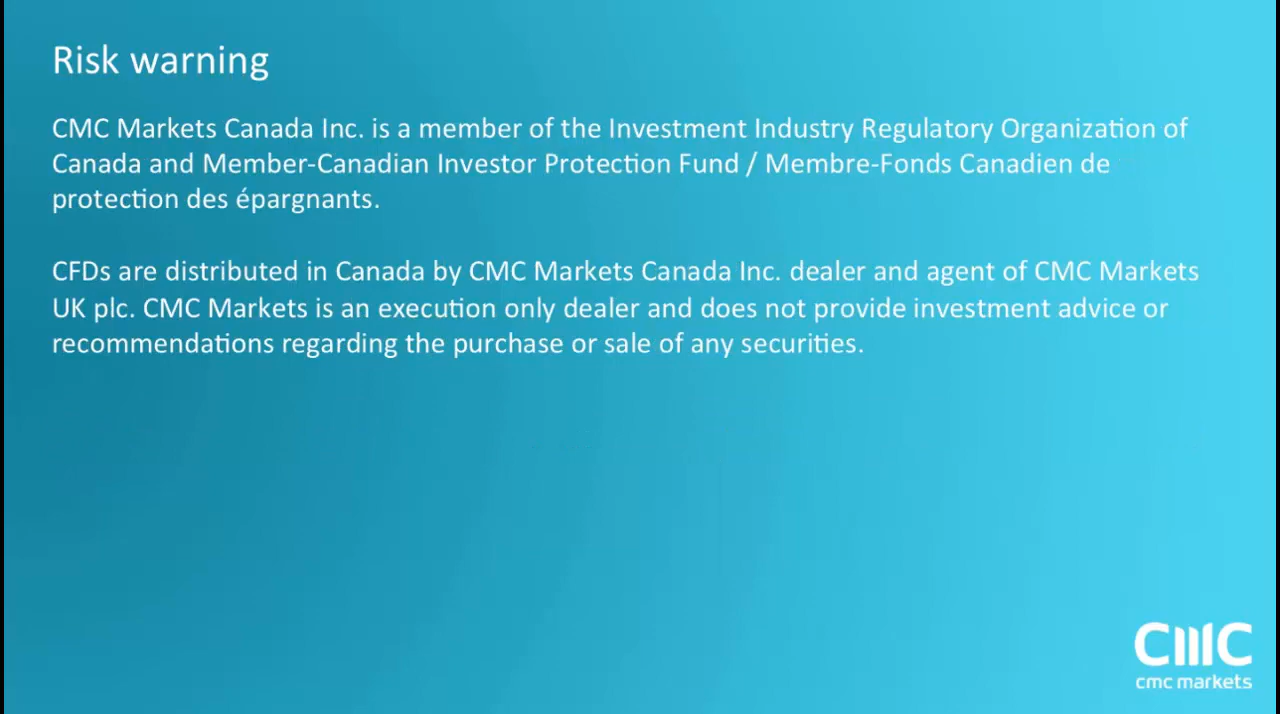 Risk warning
CMC Markets Canada Inc. is a member of the Investment Industry Regulatory Organization of
Canada and Member-Canadian Investor Protection Fund / Membre-Fonds Canadien de
protection des épargnants.
CFDs are distributed in Canada by CMC Markets Canada Inc. dealer and agent of CMC Markets
UK plc. CMC Markets is an execution only dealer and does not provide investment advice or
recommendations regarding the purchase or sale of any securities.
CMC
cmc markets